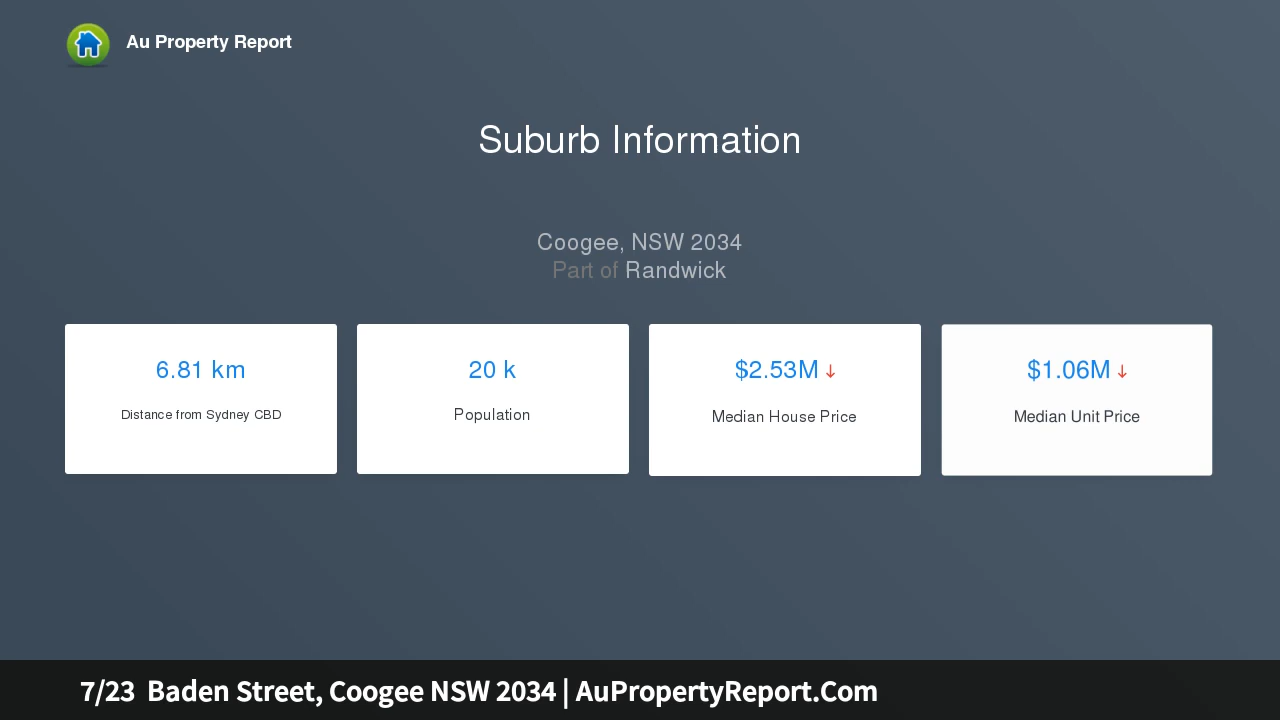 Au Property Report
Suburb Information
Coogee, NSW 2034
Part of Randwick
6.81 km
Distance from Sydney CBD
20 k
Population
$2.53M ↓
Median House Price
$1.06M ↓
Median Unit Price
7/23 Baden Street, Coogee NSW 2034 | AuPropertyReport.Com